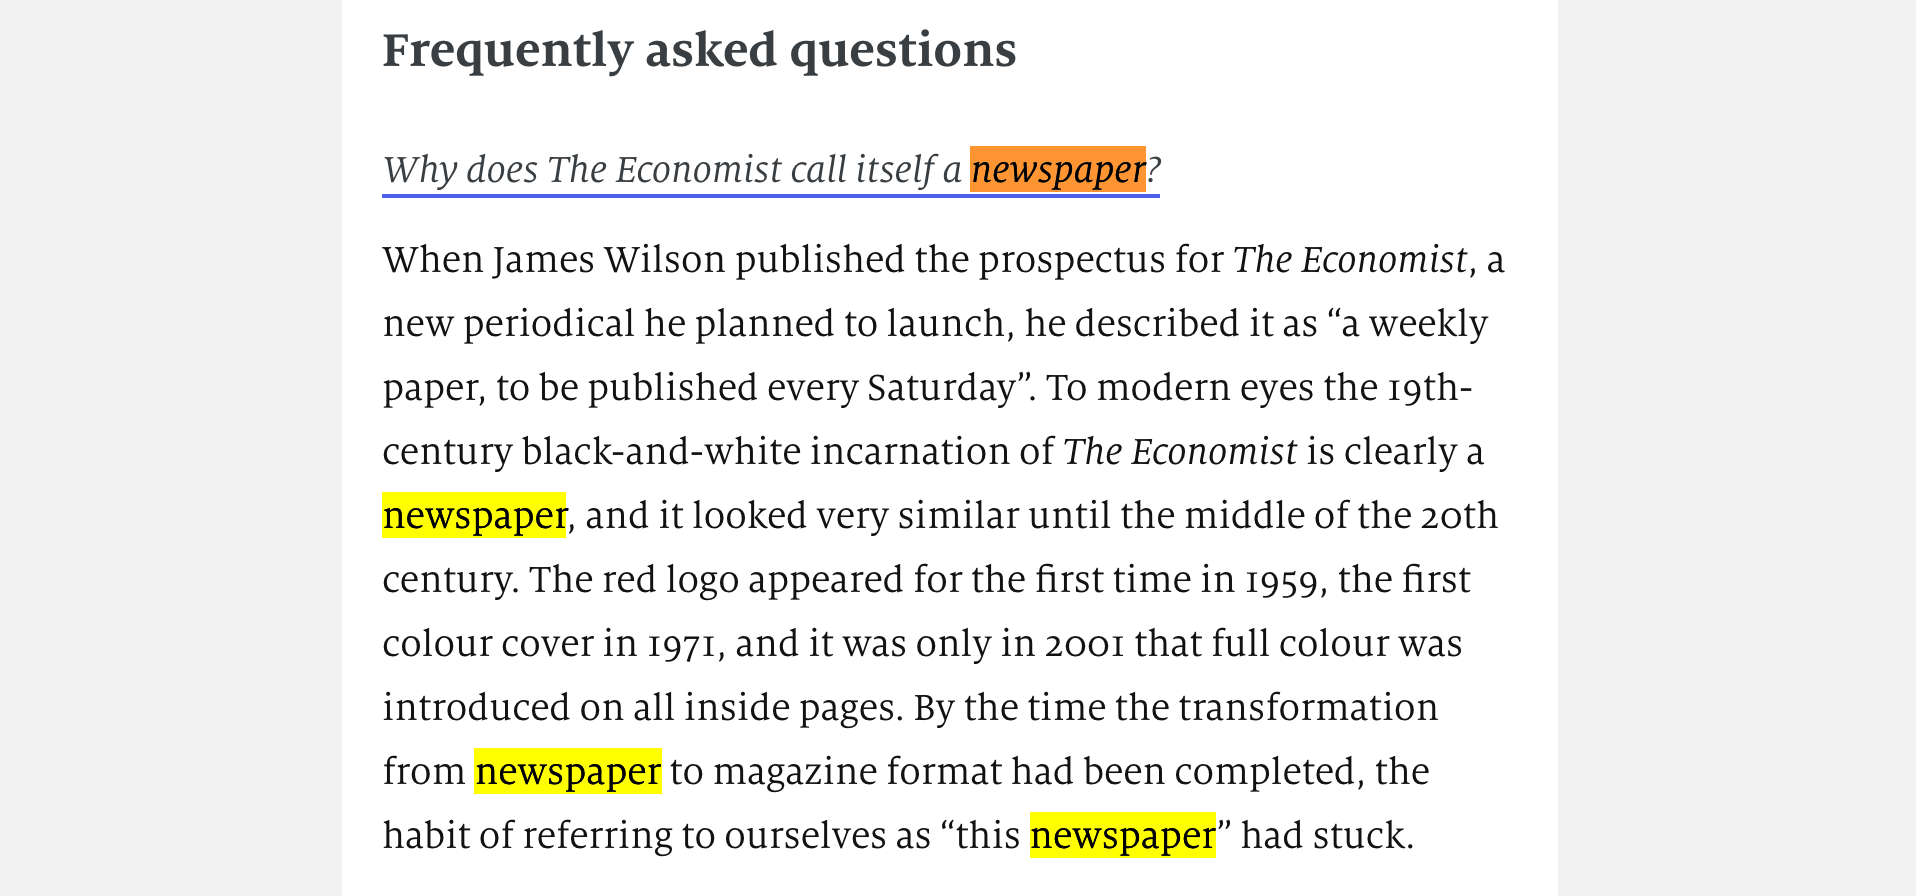 Frequently asked questions
Why does The Economist call itself a newspaper?
When James Wilson published the prospectus for The Economist, a
new periodical he planned to launch, he described it as “a weekly
paper, to be published every Saturday”. To modern eyes the 19th-
century black-and-white incarnation of The Economist is clearly a
newspaper, and it looked very similar until the middle of the 20th
century. The red logo appeared for the first time in 1959, the first
colour cover in 1971, and it was only in 2001 that full colour was
introduced on all inside pages. By the time the transformation
from newspaper to magazine format had been completed, the
habit of referring to ourselves as “this newspaper” had stuck.